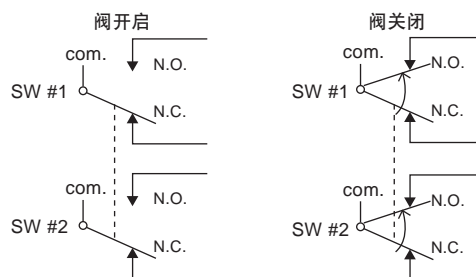 阀开启
com.
N.O.
SW #1
N.C.
com.
N.O.
SW #2
N.C.
阀关闭
com.
N.O.
SW #1
N.C.
com.
N.O.
SW #2
N.C.